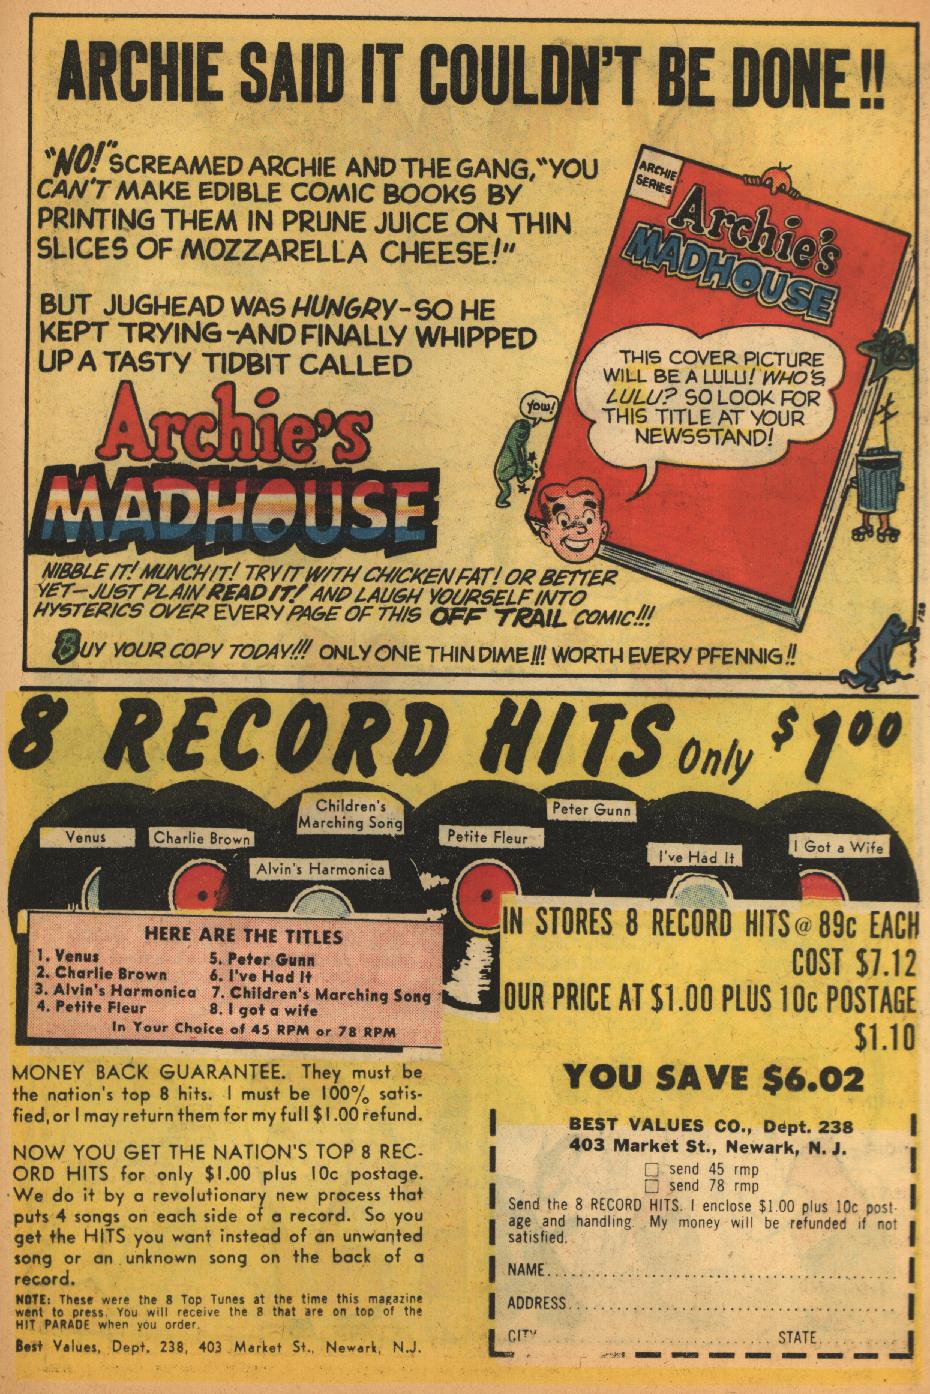 ARCHIE SAID IT COULDN'T BE DONE!!
"NO!" SCREAMED ARCHIE AND THE GANG, "YOU
CAN'T MAKE EDIBLE COMIC BOOKS BY
PRINTING THEM IN PRUNE JUICE ON THIN
SLICES OF MOZZARELLA CHEESE!"
BUT JUGHEAD WAS HUNGRY-SO HE
KEPT TRYING-AND FINALLY WHIPPED
UP A TASTY TIDBIT CALLED
Archie's
MADHOUSE
ARCHIE
SERIES
Archie's
MADHOUSE
THIS COVER PICTURE
WILL BE A LULU! WHO'S
LULU? SO LOOK FOR
THIS TITLE AT YOUR
NEWSSTAND!
YOW!
NIBBLE IT! MUNCH IT! TRY IT WITH CHICKEN FAT! OR BETTER
YET-JUST PLAIN READ IT! AND LAUGH YOURSELF INTO
HYSTERICS OVER EVERY PAGE OF THIS OFF TRAIL COMIC!!!
BUY YOUR COPY TODAY!!! ONLY ONE THIN DIME!!! WORTH EVERY PFENNIG!!
8 RECORD HITS Only $1.00
Venus
Charlie Brown
Children's
Marching Song
Alvin's Harmonica
Petite Fleur
Peter Gunn
I've Had It
I Got a Wife
HERE ARE THE TITLES
1. Venus
2. Charlie Brown
3. Alvin's Harmonica
4. Petite Fleur
5. Peter Gunn
6. I've Had It
7. Children's Marching Song
8. I got a wife
In Your Choice of 45 RPM or 78 RPM
IN STORES 8 RECORD HITS @ 89c EACH
COST $7.12
OUR PRICE AT $1.00 PLUS 10c POSTAGE
$1.10
YOU SAVE $6.02
MONEY BACK GUARANTEE. They must be
the nation's top 8 hits. I must be 100% satis-
fied, or I may return them for my full $1.00 refund.
NOW YOU GET THE NATION'S TOP 8 REC-
ORD HITS for only $1.00 plus 10c postage.
We do it by a revolutionary new process that
puts 4 songs on each side of a record. So you
get the HITS you want instead of an unwanted
song or an unknown song on the back of a
record.
NOTE: These were the 8 Top Tunes at the time this magazine
went to press. You will receive the 8 that are on top of the
HIT PARADE when you order.
Best Values, Dept. 238, 403 Market St., Newark, N.J.
BEST VALUES CO., Dept. 238
403 Market St., Newark, N. J.
send 45 rmp
send 78 rmp
Send the 8 RECORD HITS. I enclose $1.00 plus 10c post-
age and handling. My money will be refunded if not
satisfied.
NAME
ADDRESS
CITY STATE